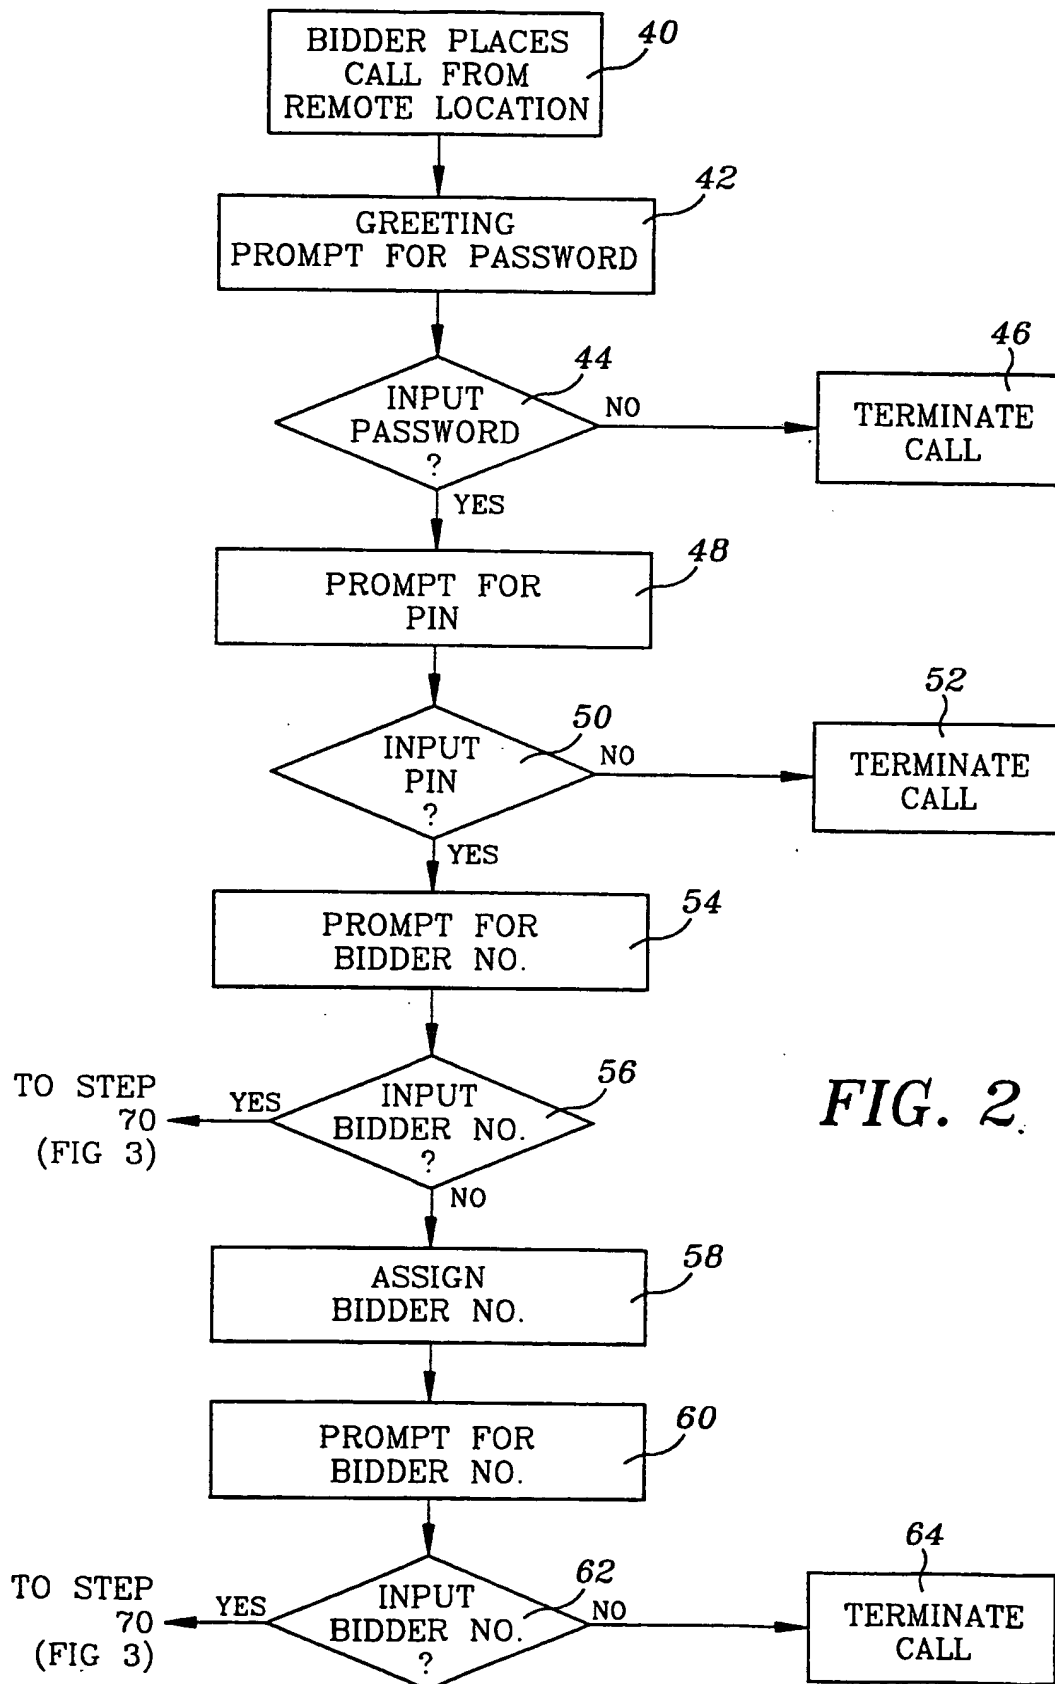 BIDDER PLACES
CALL FROM
REMOTE LOCATION
40
GREETING
PROMPT FOR PASSWORD
42
INPUT
PASSWORD
?
44
NO
TERMINATE
CALL
46
YES
PROMPT FOR
PIN
48
INPUT
PIN
?
50
NO
TERMINATE
CALL
52
YES
PROMPT FOR
BIDDER NO.
54
INPUT
BIDDER NO.
?
56
YES
TO STEP
70
(FIG 3)
FIG. 2.
NO
ASSIGN
BIDDER NO.
58
PROMPT FOR
BIDDER NO.
60
INPUT
BIDDER NO.
?
62
YES
TO STEP
70
(FIG 3)
NO
TERMINATE
CALL
64